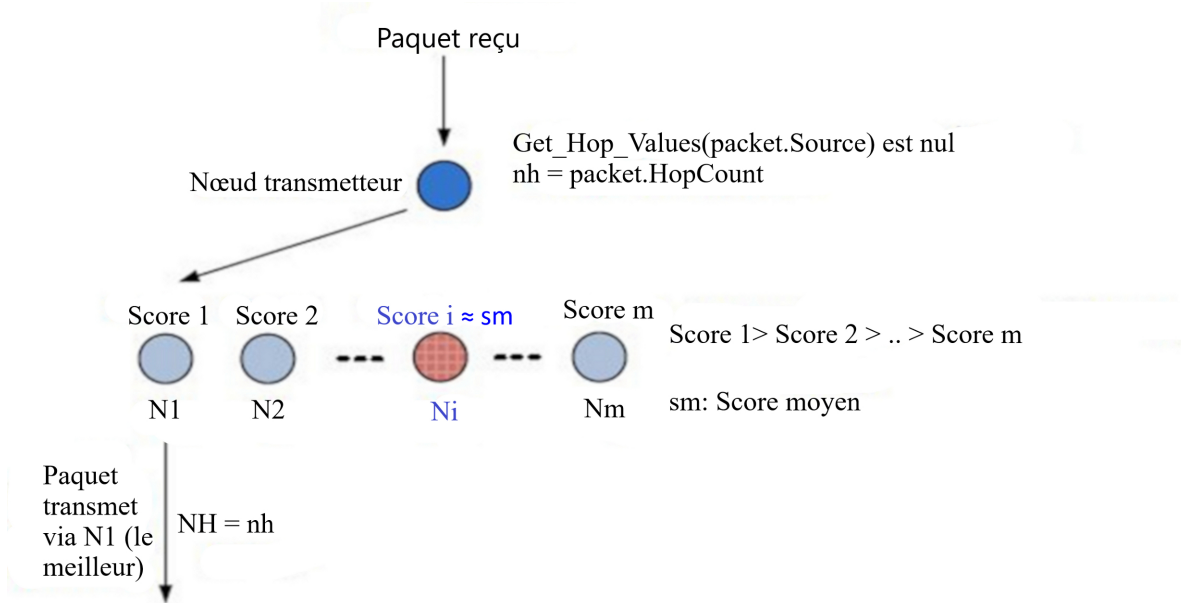 Paquet reçu
Get_Hop_Values(packet.Source) est nul
nh = packet.HopCount
Nœud transmetteur
Score 1
Score 2
Score i ≈ sm
Score m
Score 1> Score 2 > .. > Score m
N1
N2
Ni
Nm
sm: Score moyen
Paquet
transmet
via N1 (le
meilleur)
NH = nh